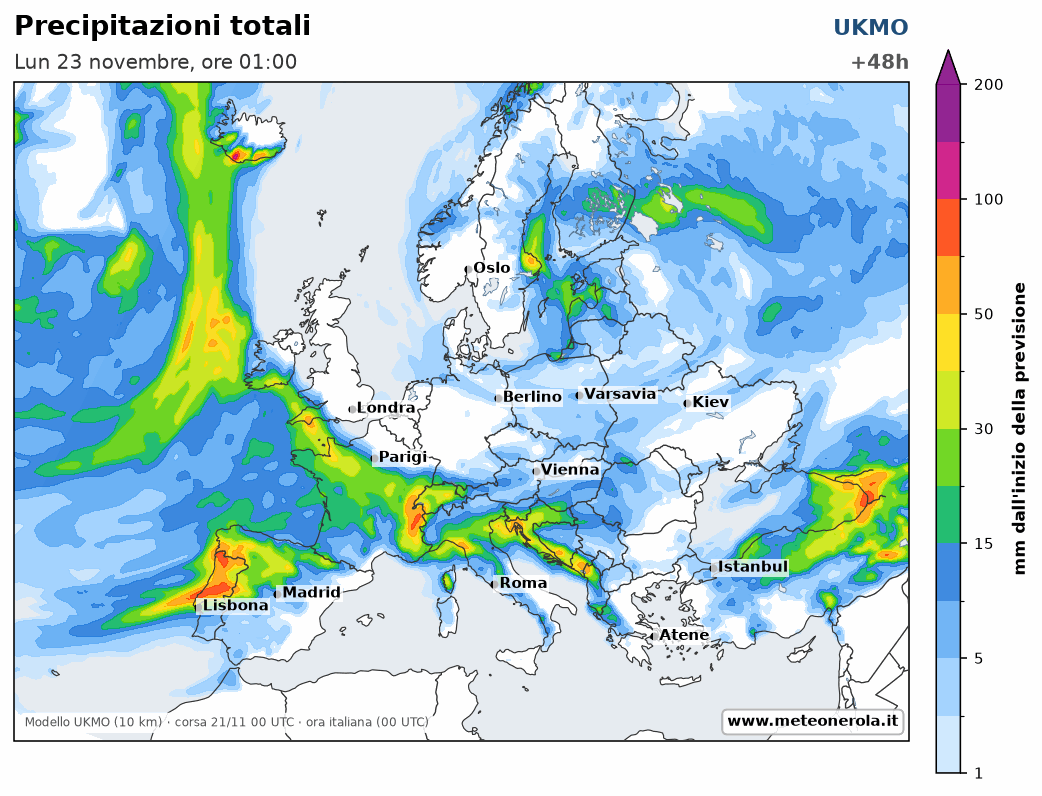 Precipitazioni totali
UKMO
Lun 23 novembre, ore 01:00
+48h
200
100
50
30
15
5
1
mm dall'inizio della previsione
Oslo
Londra
Berlino
Varsavia
Kiev
Parigi
Vienna
Istanbul
Roma
Madrid
Lisbona
Atene
Modello UKMO (10 km) · corsa 21/11 00 UTC · ora italiana (00 UTC)
www.meteonerola.it